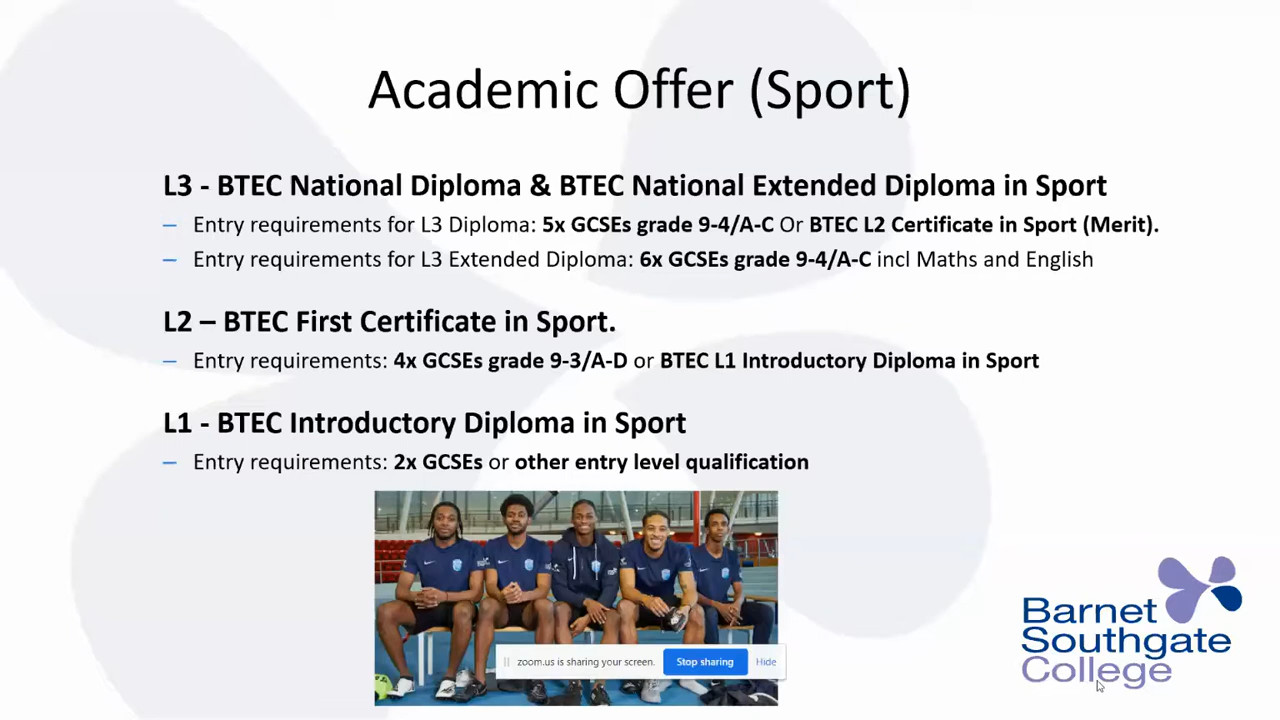 Academic Offer (Sport)
L3 - BTEC National Diploma & BTEC National Extended Diploma in Sport
– Entry requirements for L3 Diploma: 5x GCSEs grade 9-4/A-C Or BTEC L2 Certificate in Sport (Merit).
– Entry requirements for L3 Extended Diploma: 6x GCSEs grade 9-4/A-C incl Maths and English
L2 – BTEC First Certificate in Sport.
– Entry requirements: 4x GCSEs grade 9-3/A-D or BTEC L1 Introductory Diploma in Sport
L1 - BTEC Introductory Diploma in Sport
– Entry requirements: 2x GCSEs or other entry level qualification
zoom.us is sharing your screen. Stop sharing Hide
Barnet
Southgate
College